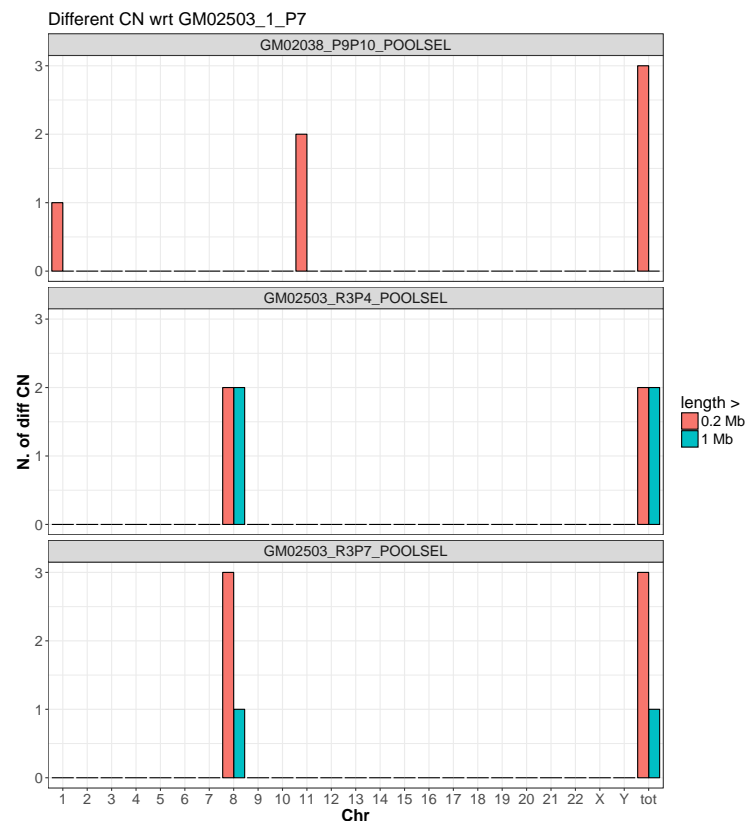 Different CN wrt GM02503_1_P7
GM02038_P9P10_POOLSEL
3
2
1
0
GM02503_R3P4_POOLSEL
3
2
1
0
GM02503_R3P7_POOLSEL
3
2
1
0
N. of diff CN
length >
0.2 Mb
1 Mb
1 2 3 4 5 6 7 8 9 10 11 12 13 14 15 16 17 18 19 20 21 22 X Y tot
Chr